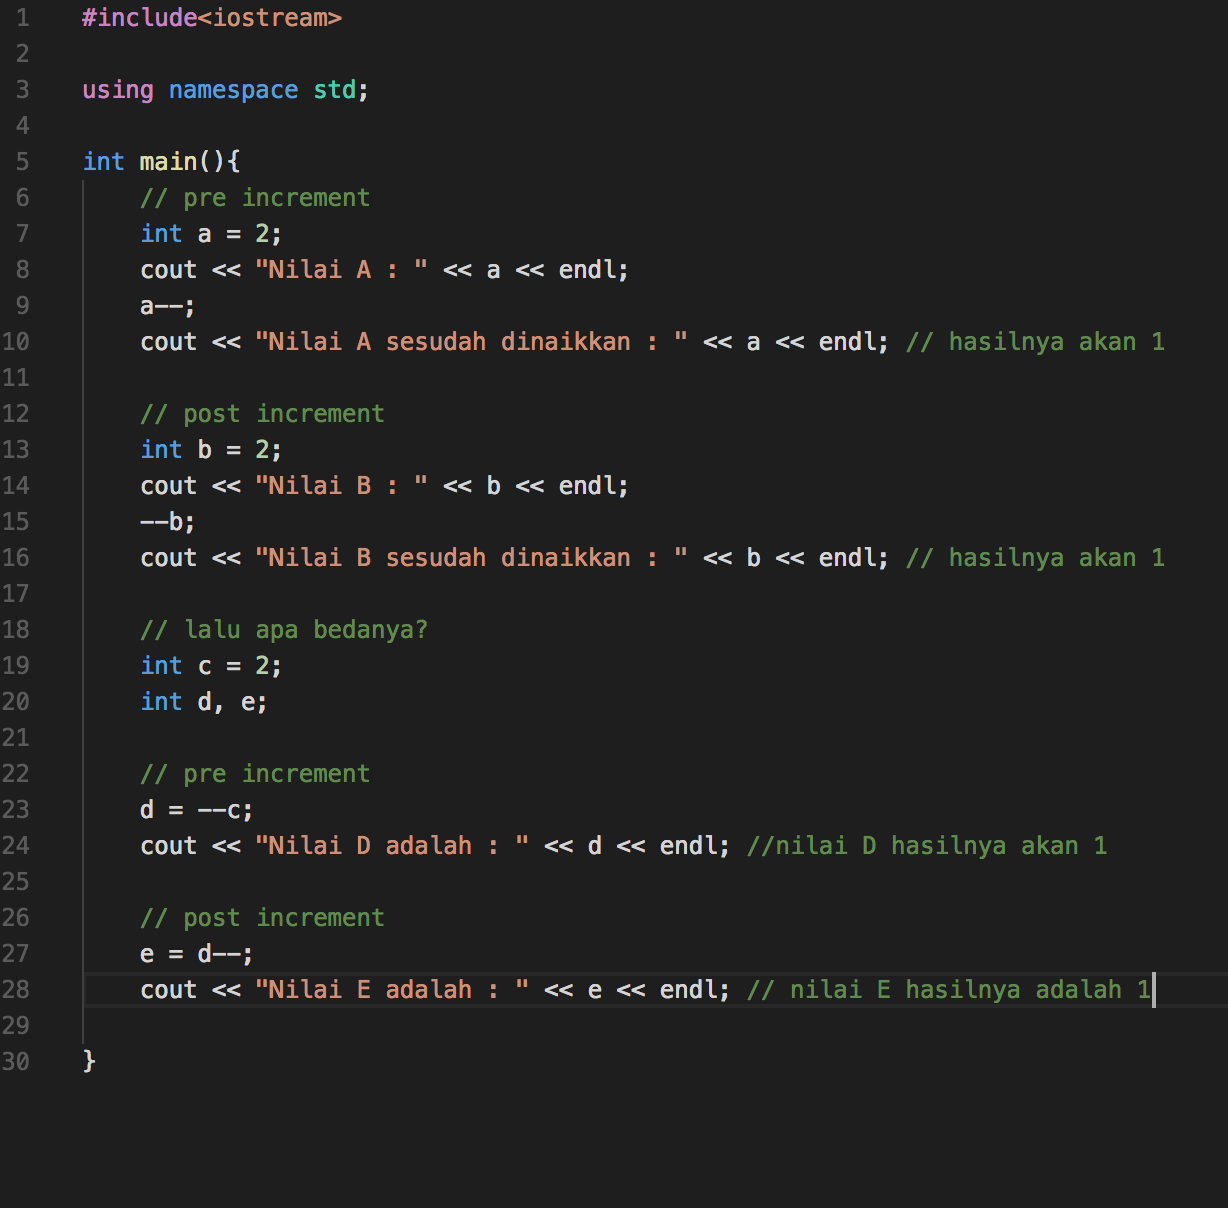 1 #include<iostream>
2
3 using namespace std;
4
5 int main(){
6 // pre increment
7 int a = 2;
8 cout << "Nilai A : " << a << endl;
9 a--;
10 cout << "Nilai A sesudah dinaikkan : " << a << endl; // hasilnya akan 1
11
12 // post increment
13 int b = 2;
14 cout << "Nilai B : " << b << endl;
15 --b;
16 cout << "Nilai B sesudah dinaikkan : " << b << endl; // hasilnya akan 1
17
18 // lalu apa bedanya?
19 int c = 2;
20 int d, e;
21
22 // pre increment
23 d = --c;
24 cout << "Nilai D adalah : " << d << endl; //nilai D hasilnya akan 1
25
26 // post increment
27 e = d--;
28 cout << "Nilai E adalah : " << e << endl; // nilai E hasilnya adalah 1
29
30 }